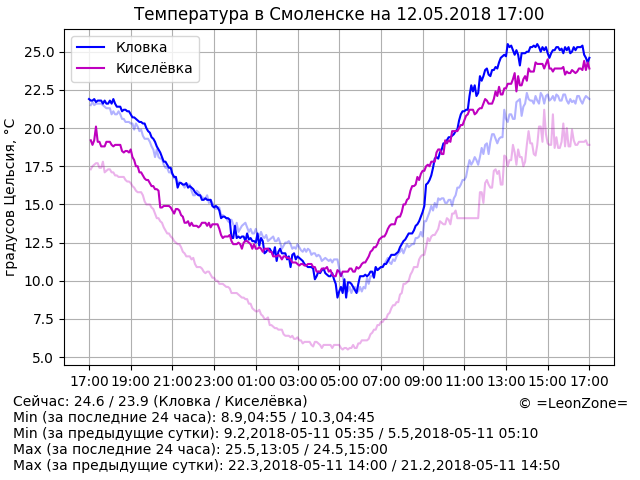 Температура в Смоленске на 12.05.2018 17:00
Кловка
Киселёвка
градусов Цельсия, °C
25.0
22.5
20.0
17.5
15.0
12.5
10.0
7.5
5.0
17:00 19:00 21:00 23:00 01:00 03:00 05:00 07:00 09:00 11:00 13:00 15:00 17:00
Сейчас: 24.6 / 23.9 (Кловка / Киселёвка)
© =LeonZone=
Min (за последние 24 часа): 8.9,04:55 / 10.3,04:45
Min (за предыдущие сутки): 9.2,2018-05-11 05:35 / 5.5,2018-05-11 05:10
Max (за последние 24 часа): 25.5,13:05 / 24.5,15:00
Max (за предыдущие сутки): 22.3,2018-05-11 14:00 / 21.2,2018-05-11 14:50